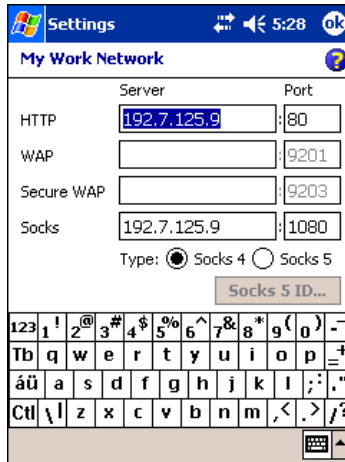 Settings 5:28 ok
My Work Network ?
Server Port
HTTP 192.7.125.9 : 80
WAP : 9201
Secure WAP : 9203
Socks 192.7.125.9 : 1080
Type: Socks 4 Socks 5
Socks 5 ID...
123 1 ! 2 @ 3 # 4 $ 5 % 6 ^ 7 & 8 * 9 ( 0 ) - _
Tb q w e r t y u i o p = +
áü a s d f g h j k l ; : ' "
Ctl \ | z x c v b n m , < . > / ?